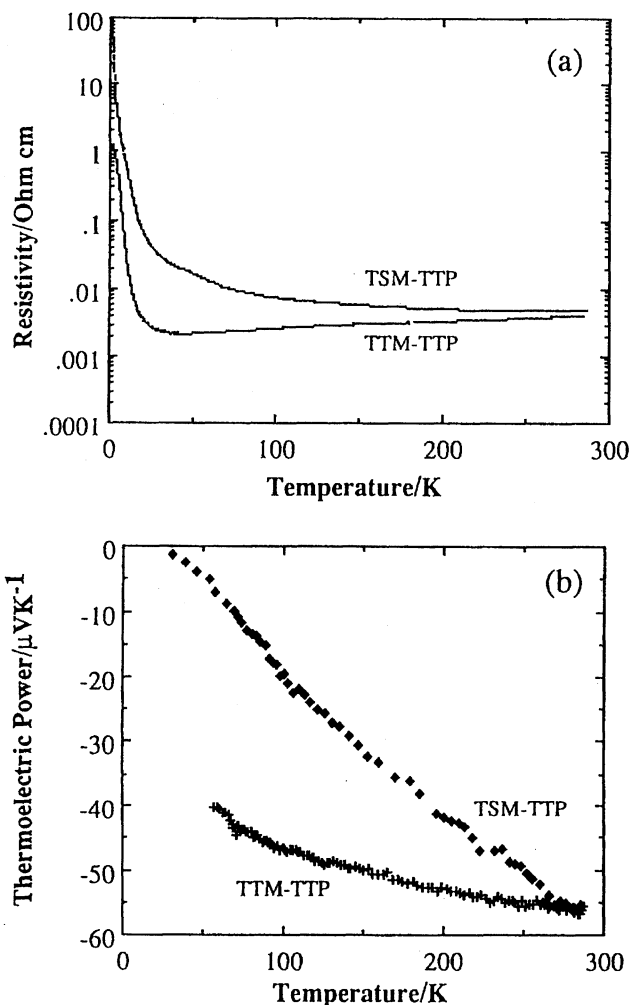 100
(a)
10
1
.1
.01
.001
.0001
Resistivity/Ohm cm
TSM-TTP
TTM-TTP
0
100
200
300
Temperature/K
0
(b)
-10
-20
-30
-40
-50
-60
Thermoelectric Power/μVK⁻¹
TSM-TTP
TTM-TTP
0
100
200
300
Temperature/K